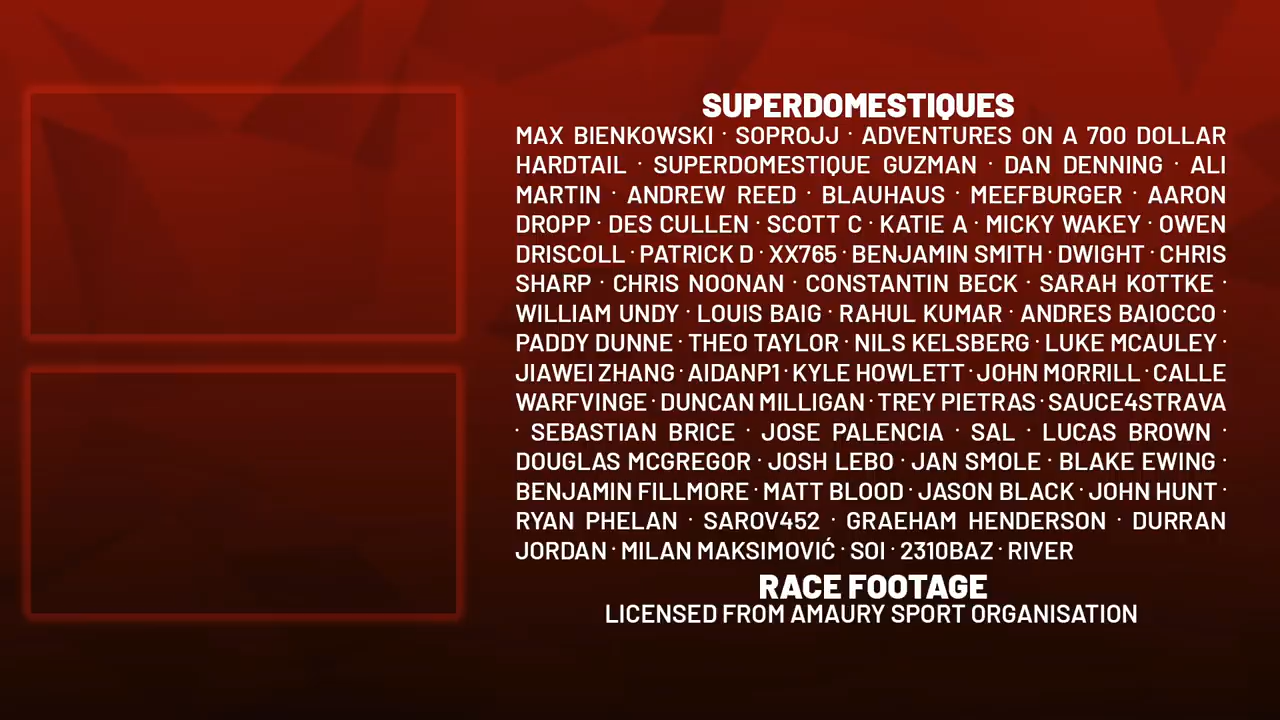 SUPERDOMESTIQUES
MAX BIENKOWSKI · SOPROJJ · ADVENTURES ON A 700 DOLLAR
HARDTAIL · SUPERDOMESTIQUE GUZMAN · DAN DENNING · ALI
MARTIN · ANDREW REED · BLAUHAUS · MEEFBURGER · AARON
DROPP · DES CULLEN · SCOTT C · KATIE A · MICKY WAKEY · OWEN
DRISCOLL · PATRICK D · XX765 · BENJAMIN SMITH · DWIGHT · CHRIS
SHARP · CHRIS NOONAN · CONSTANTIN BECK · SARAH KOTTKE ·
WILLIAM UNDY · LOUIS BAIG · RAHUL KUMAR · ANDRES BAIOCCO ·
PADDY DUNNE · THEO TAYLOR · NILS KELSBERG · LUKE MCAULEY ·
JIAWEI ZHANG · AIDANP1 · KYLE HOWLETT · JOHN MORRILL · CALLE
WARFVINGE · DUNCAN MILLIGAN · TREY PIETRAS · SAUCE4STRAVA
· SEBASTIAN BRICE · JOSE PALENCIA · SAL · LUCAS BROWN ·
DOUGLAS MCGREGOR · JOSH LEBO · JAN SMOLE · BLAKE EWING ·
BENJAMIN FILLMORE · MATT BLOOD · JASON BLACK · JOHN HUNT ·
RYAN PHELAN · SAROV452 · GRAEHAM HENDERSON · DURRAN
JORDAN · MILAN MAKSIMOVIĆ · SOI · 2310BAZ · RIVER
RACE FOOTAGE
LICENSED FROM AMAURY SPORT ORGANISATION